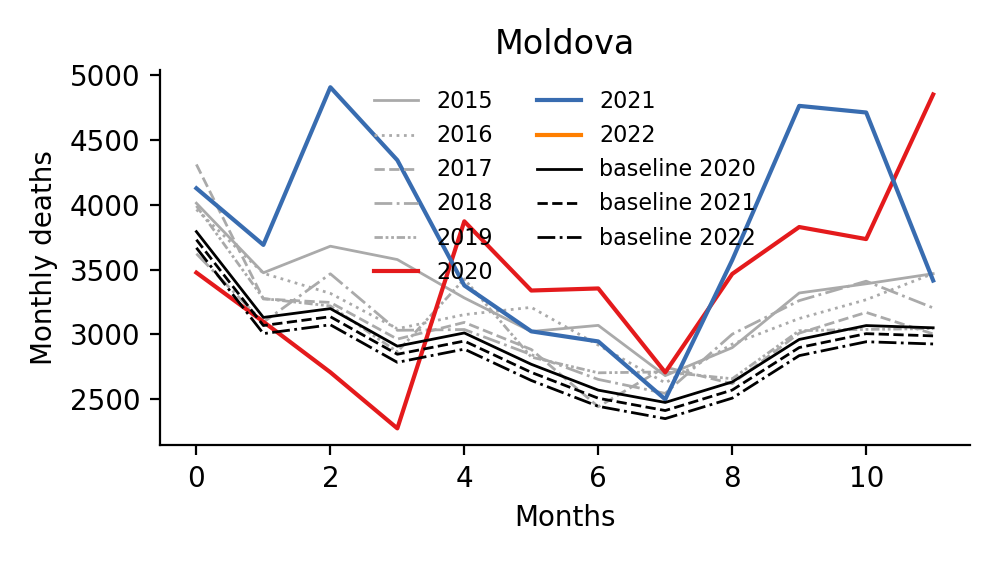 Moldova
5000
4500
4000
3500
3000
2500
Monthly deaths
2015
2016
2017
2018
2019
2020
2021
2022
baseline 2020
baseline 2021
baseline 2022
0 2 4 6 8 10
Months